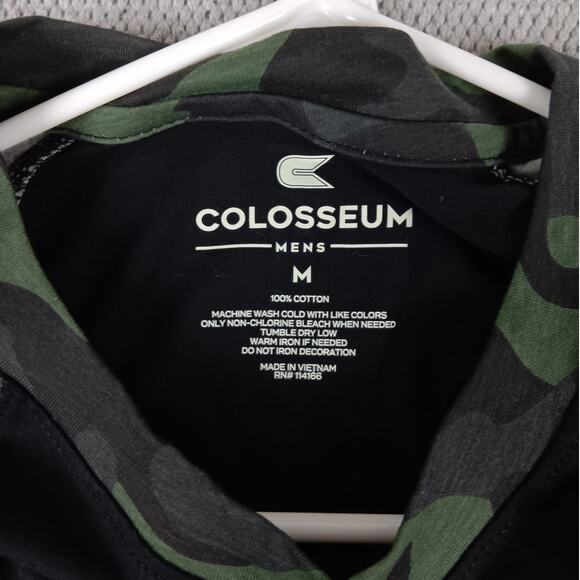 COLOSSEUM
MENS
M
100% COTTON
MACHINE WASH COLD WITH LIKE COLORS
ONLY NON-CHLORINE BLEACH WHEN NEEDED
TUMBLE DRY LOW
WARM IRON IF NEEDED
DO NOT IRON DECORATION
MADE IN VIETNAM
RN# 114166